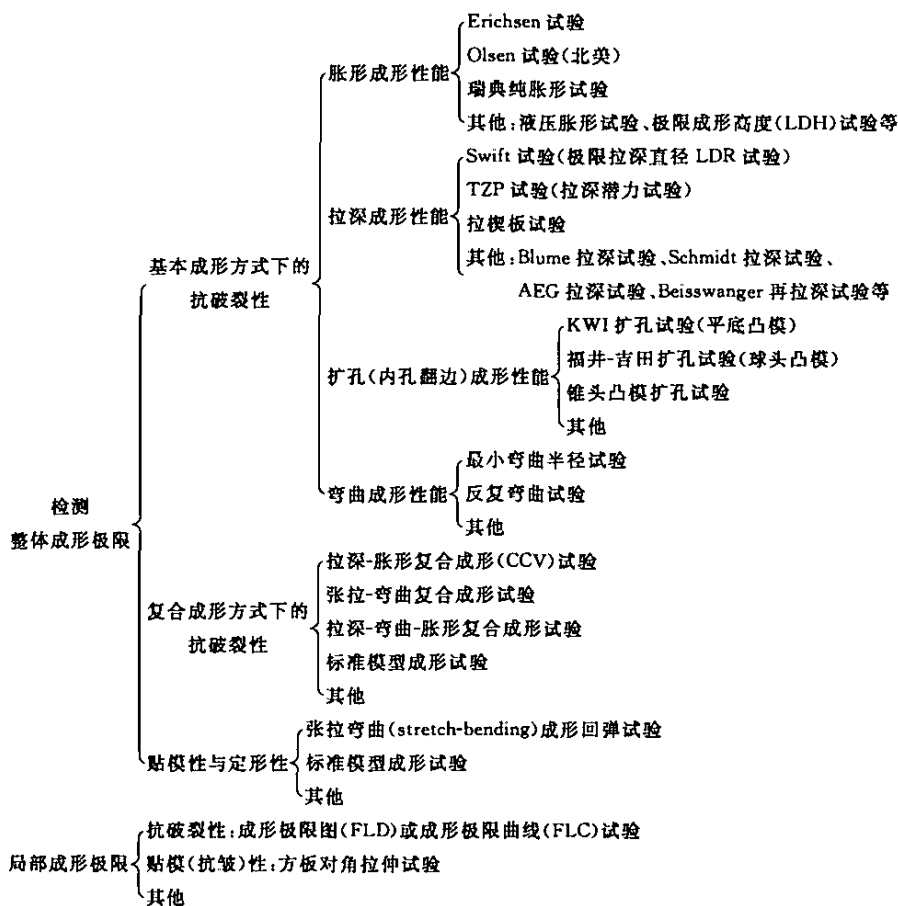 Erichsen 试验
Olsen 试验(北美)
胀形成形性能
瑞典纯胀形试验
其他:液压胀形试验、极限成形高度(LDH)试验等
Swift 试验(极限拉深直径 LDR 试验)
TZP 试验(拉深潜力试验)
拉深成形性能
拉楔板试验
基本成形方式下的
抗破裂性
其他:Blume 拉深试验、Schmidt 拉深试验、
AEG 拉深试验、Beisswanger 再拉深试验等
KWI 扩孔试验(平底凸模)
福井-吉田扩孔试验(球头凸模)
扩孔(内孔翻边)成形性能
锥头凸模扩孔试验
其他
最小弯曲半径试验
弯曲成形性能
反复弯曲试验
其他
检测
整体成形极限
拉深-胀形复合成形(CCV)试验
张拉-弯曲复合成形试验
复合成形方式下的
抗破裂性
拉深-弯曲-胀形复合成形试验
标准模型成形试验
其他
张拉弯曲(stretch-bending)成形回弹试验
贴模性与定形性
标准模型成形试验
其他
抗破裂性:成形极限图(FLD)或成形极限曲线(FLC)试验
局部成形极限
贴模(抗皱)性:方板对角拉伸试验
其他